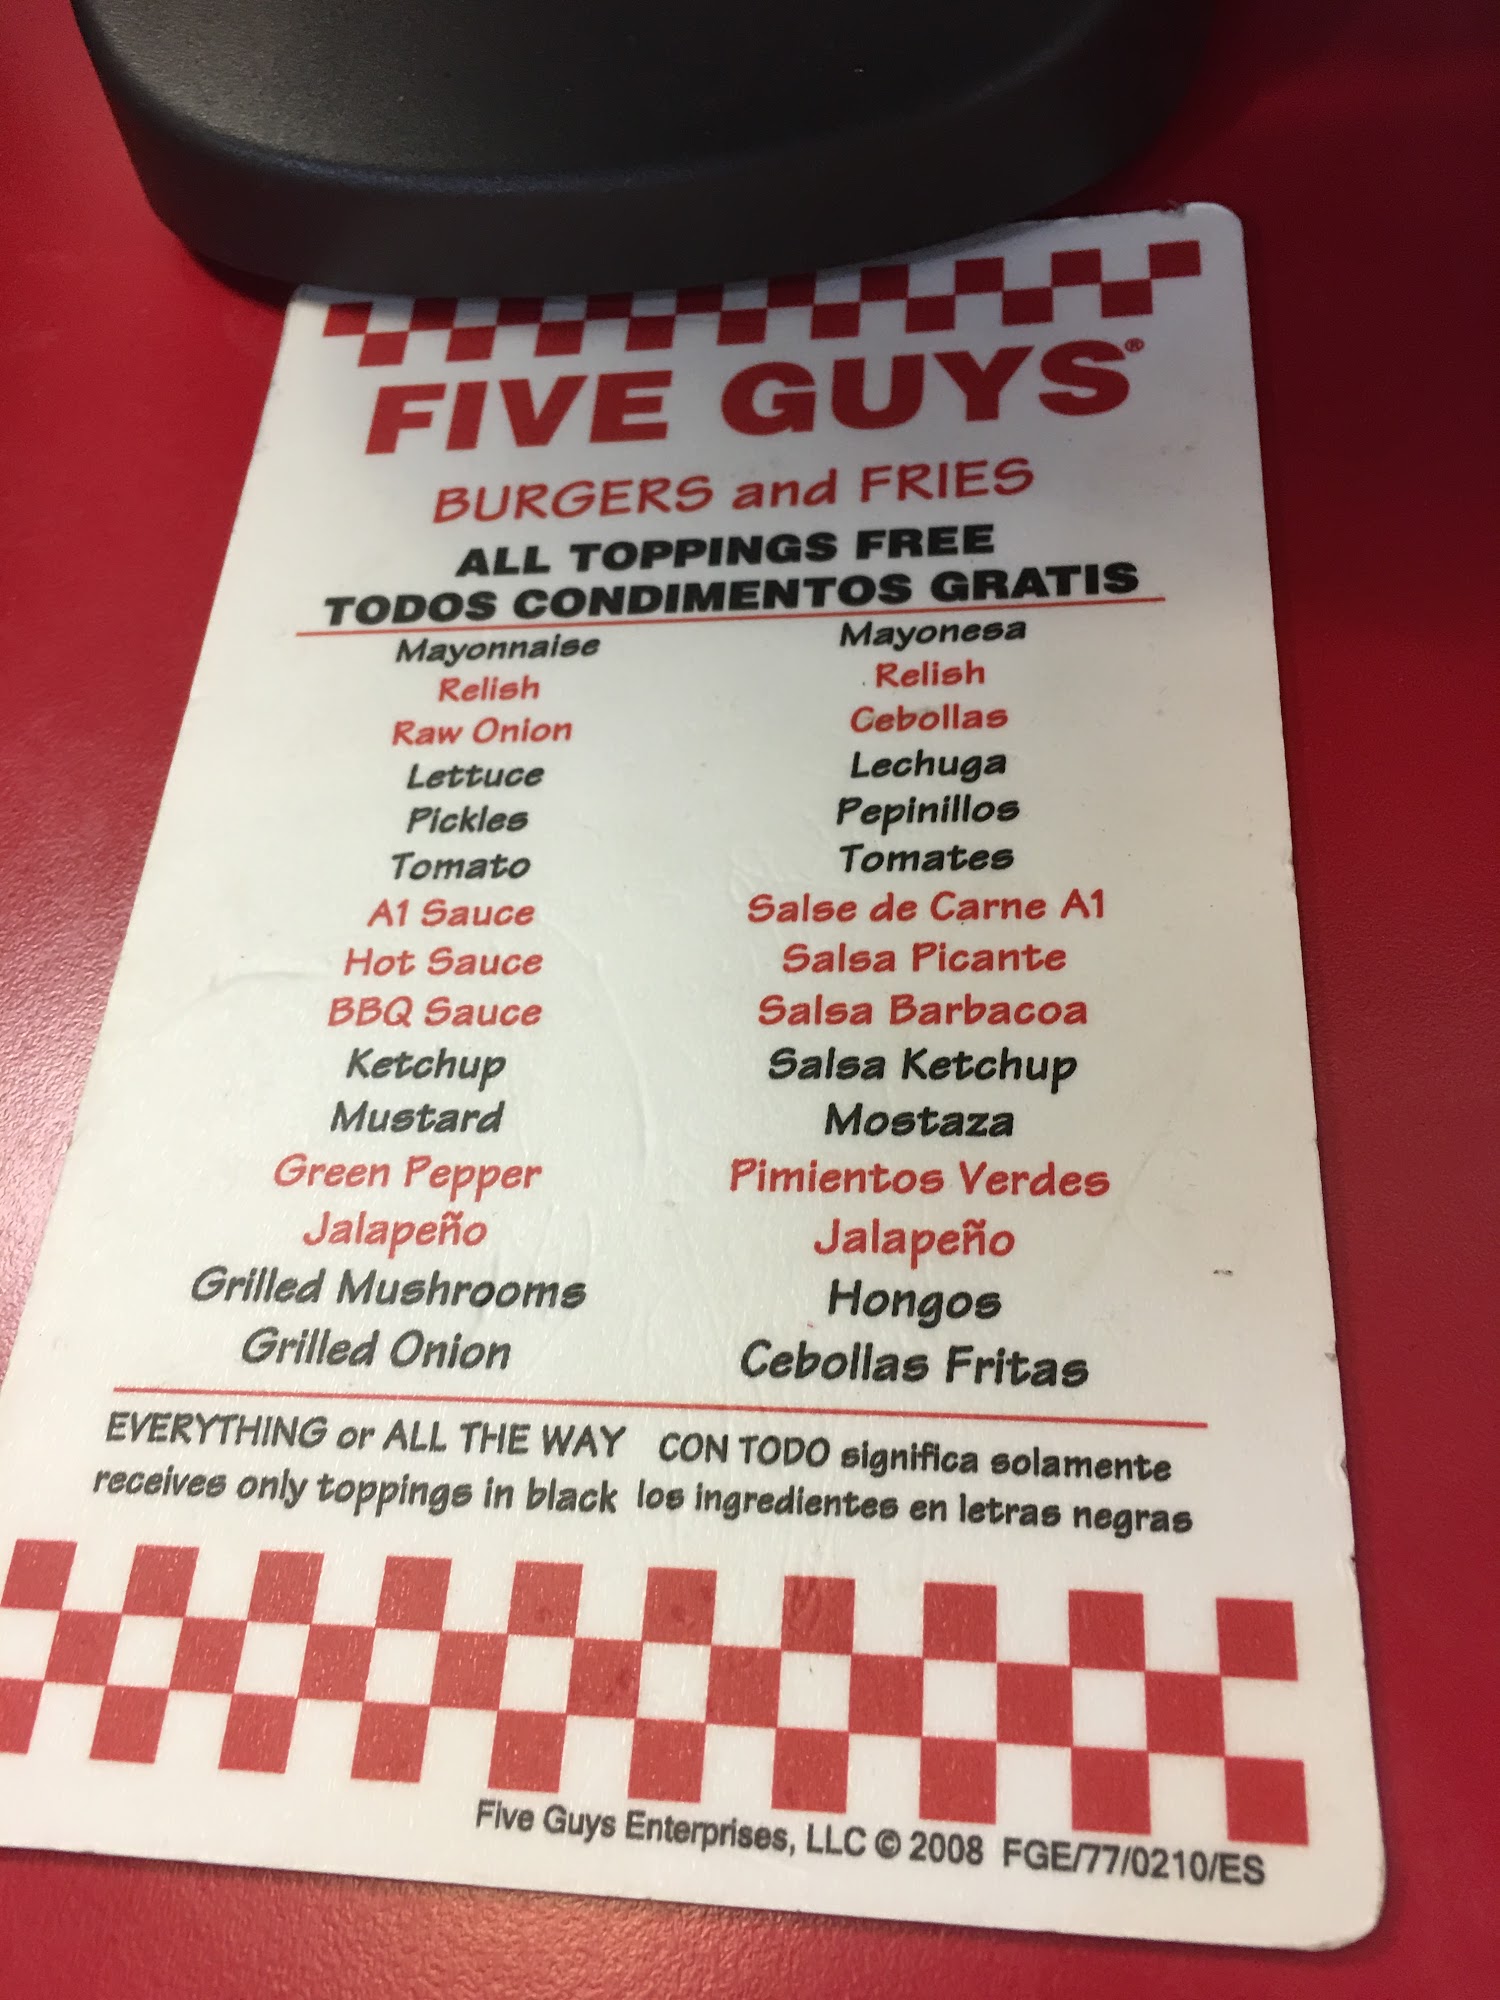 FIVE GUYS®
BURGERS and FRIES
ALL TOPPINGS FREE
TODOS CONDIMENTOS GRATIS
Mayonnaise Mayonesa
Relish Relish
Raw Onion Cebollas
Lettuce Lechuga
Pickles Pepinillos
Tomato Tomates
A1 Sauce Salse de Carne A1
Hot Sauce Salsa Picante
BBQ Sauce Salsa Barbacoa
Ketchup Salsa Ketchup
Mustard Mostaza
Green Pepper Pimientos Verdes
Jalapeño Jalapeño
Grilled Mushrooms Hongos
Grilled Onion Cebollas Fritas
EVERYTHING or ALL THE WAY CON TODO significa solamente
receives only toppings in black los ingredientes en letras negras
Five Guys Enterprises, LLC © 2008 FGE/77/0210/ES